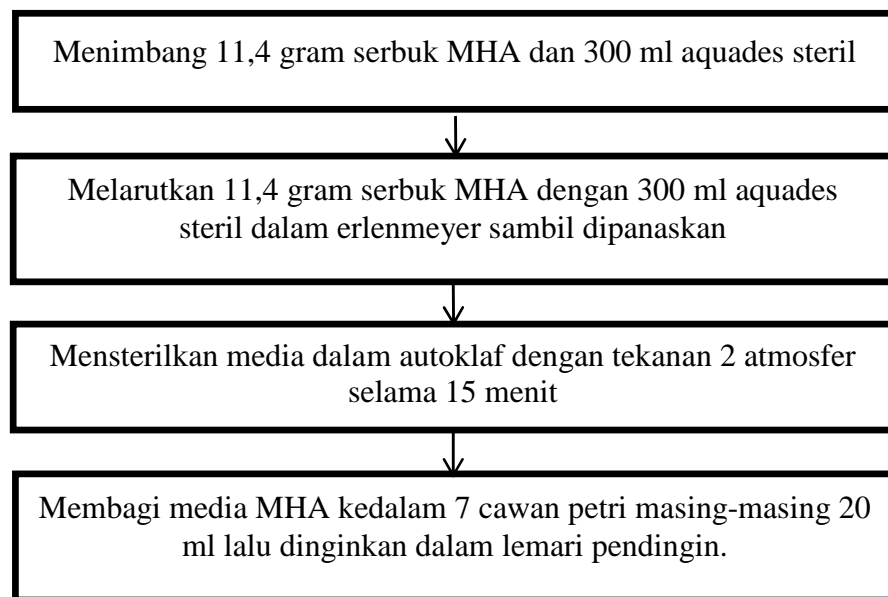 Menimbang 11,4 gram serbuk MHA dan 300 ml aquades steril
Melarutkan 11,4 gram serbuk MHA dengan 300 ml aquades
steril dalam erlenmeyer sambil dipanaskan
Mensterilkan media dalam autoklaf dengan tekanan 2 atmosfer
selama 15 menit
Membagi media MHA kedalam 7 cawan petri masing-masing 20
ml lalu dinginkan dalam lemari pendingin.